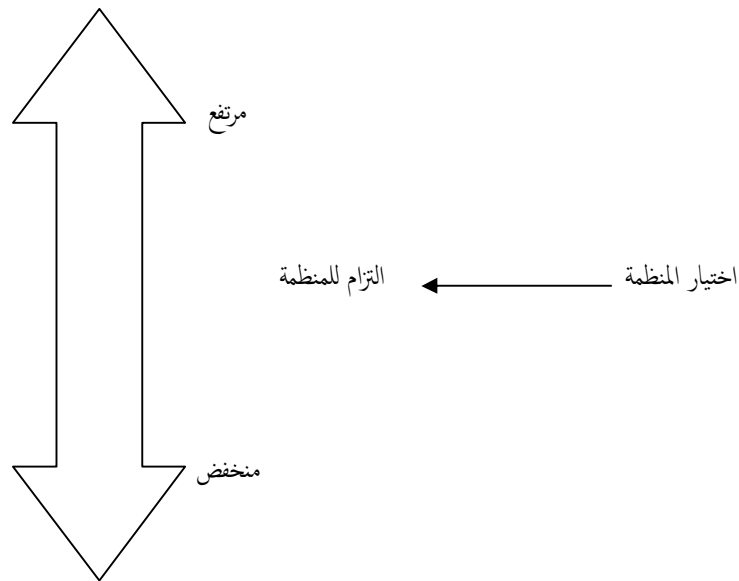 مرتفع
اختيار المنظمة
التزام للمنظمة
منخفض